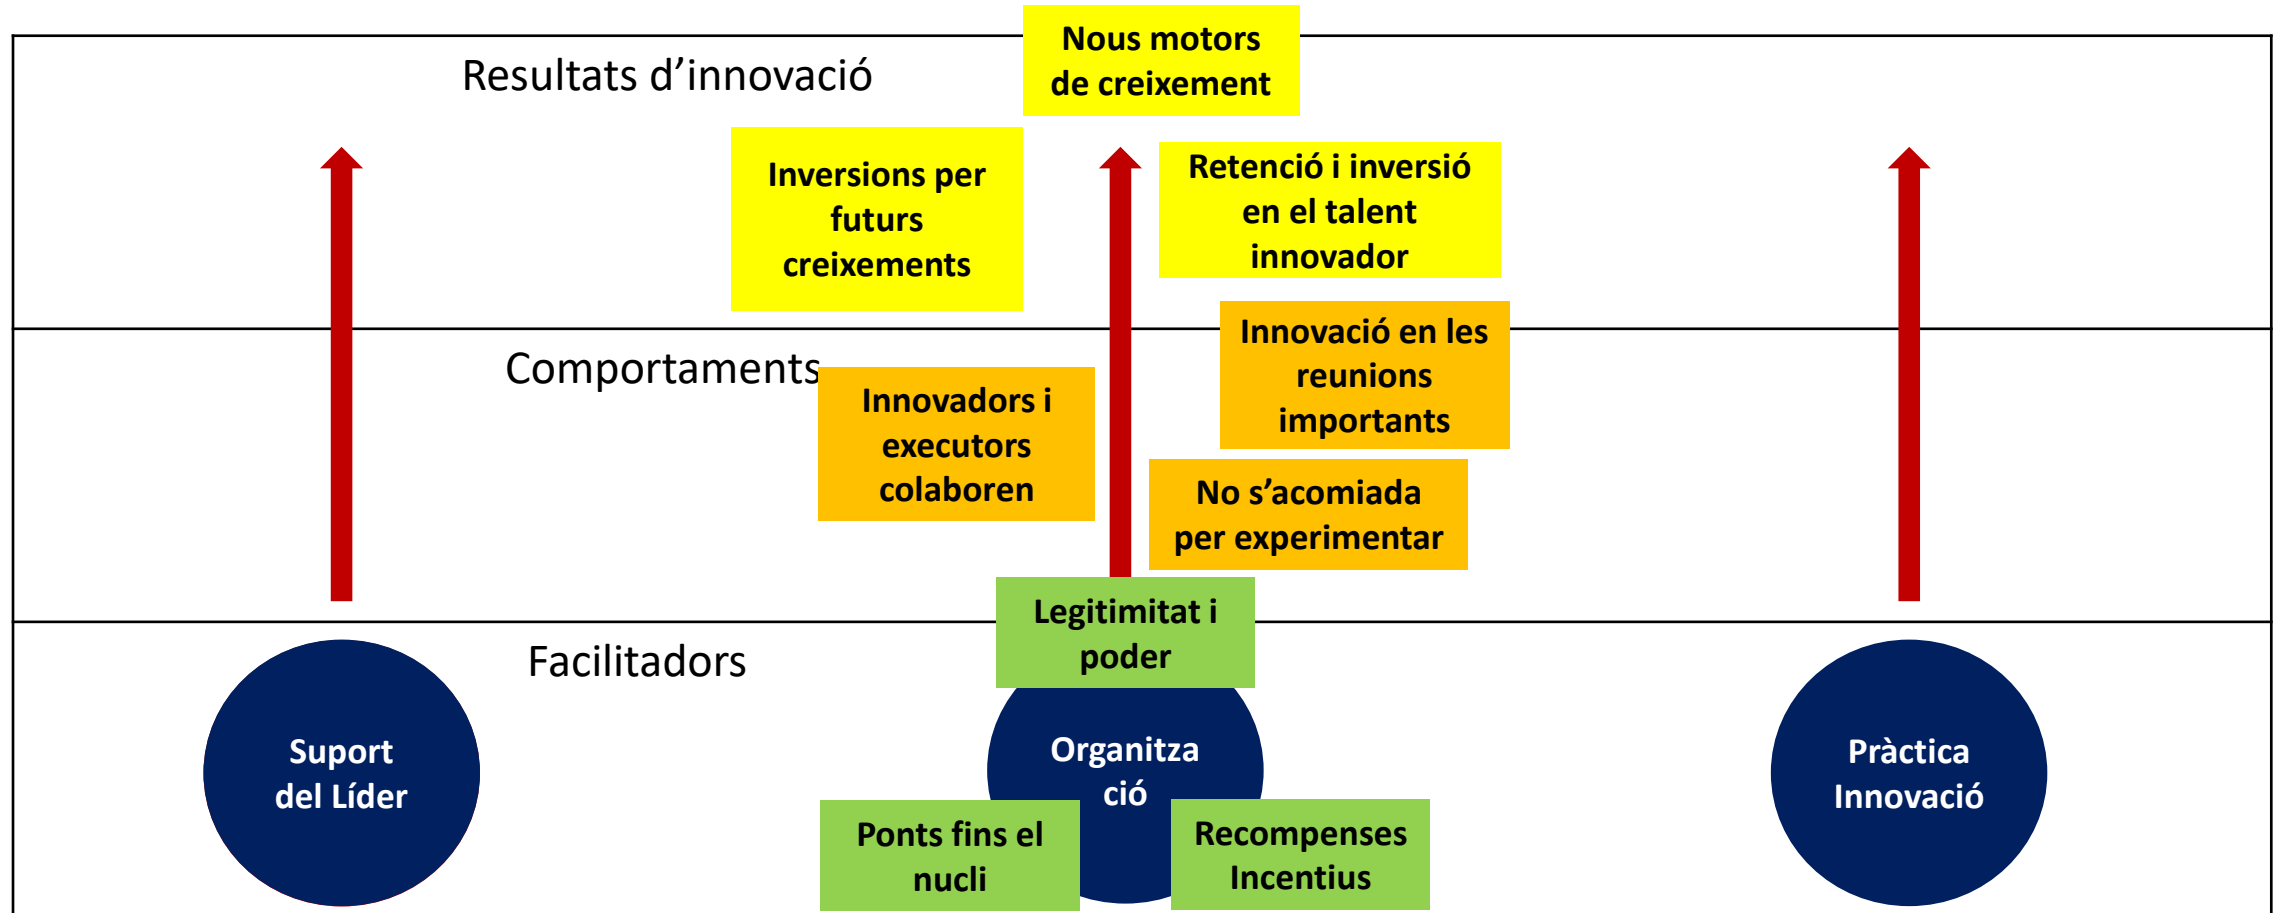 Nous motors
de creixement
Resultats d’innovació
Inversions per
futurs
creixements
Retenció i inversió
en el talent
innovador
Comportaments
Innovació en les
reunions
importants
Innovadors i
executors
colaboren
No s’acomiada
per experimentar
Legitimitat i
poder
Facilitadors
Suport
del Líder
Organitza
ció
Pràctica
Innovació
Ponts fins el
nucli
Recompenses
Incentius